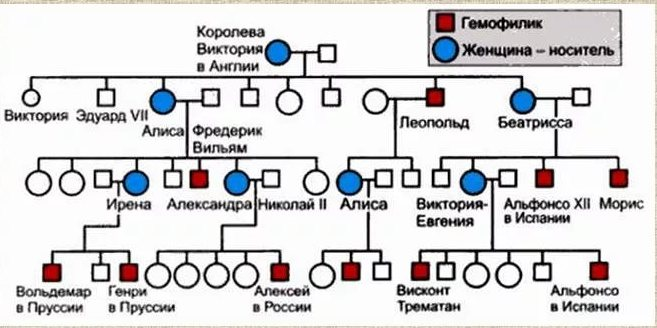 Королева
Виктория
в Англии
Гемофилик
Женщина – носитель
Виктория Эдуард VII
Алиса
Фредерик
Вильям
Леопольд
Беатрисса
Ирена
Александра
Николай II
Алиса
Виктория-
Евгения
Альфонсо XII
в Испании
Морис
Вольдемар
в Пруссии
Генри
в Пруссии
Алексей
в России
Висконт
Трематан
Альфонсо
в Испании